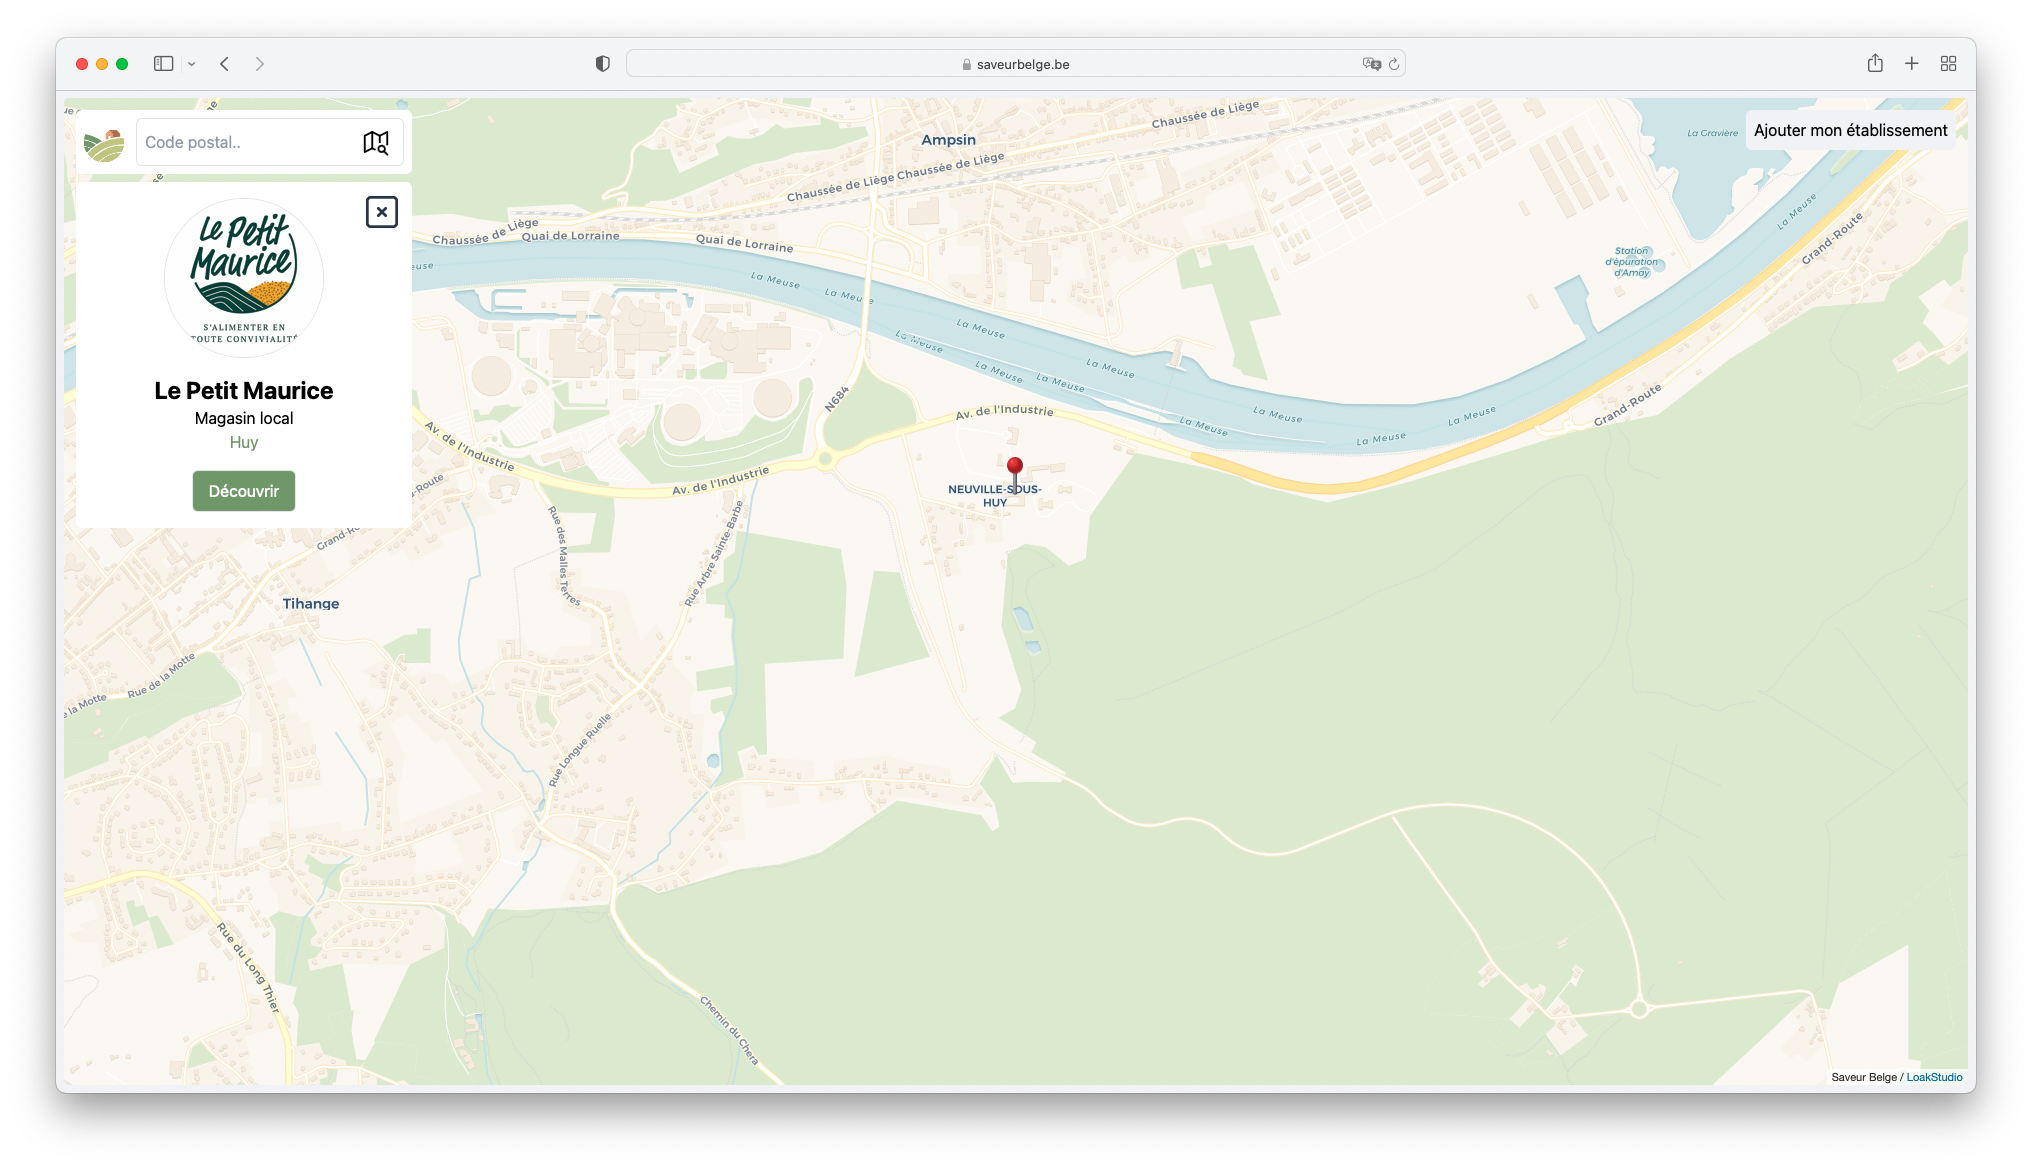 saveurbelge.be
Code postal..
Ajouter mon établissement
Le Petit
Maurice
S'ALIMENTER EN
TOUTE CONVIVIALITÉ
Le Petit Maurice
Magasin local
Huy
Découvrir
Ampsin
Chaussée de Liège
Chaussée de Liège Chaussée de Liège
Chaussée de Liège
Quai de Lorraine
Quai de Lorraine
La Gravière
Station
d'épuration
d'Amay
La Meuse
Grand-Route
La Meuse
La Meuse
La Meuse
La Meuse
La Meuse
La Meuse
La Meuse
La Meuse
La Meuse
La Meuse
La Meuse
Grand-Route
N684
Av. de l'Industrie
Av. de l'Industrie
Av. de l'Industrie
NEUVILLE-SOUS-
HUY
Rue des Malles Terres
Rue Arbre Sainte-Barbe
Tihange
Rue de la Motte
e la Motte
Rue Longue Ruelle
Rue du Long Thier
Chemin du Chera
Saveur Belge / LoakStudio